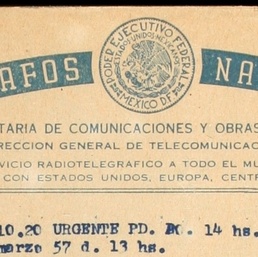 PODER EJECUTIVO FEDERAL
ESTADOS UNIDOS MEXICANOS
MEXICO DF
AFOS NA
TARIA DE COMUNICACIONES Y OBRAS
RECCION GENERAL DE TELECOMUNICAC
VICIO RADIOTELEGRAFICO A TODO EL MU
CON ESTADOS UNIDOS, EUROPA, CENTR
10.20 URGENTE PD. 14 hs.
marzo 57 d. 13 hs.